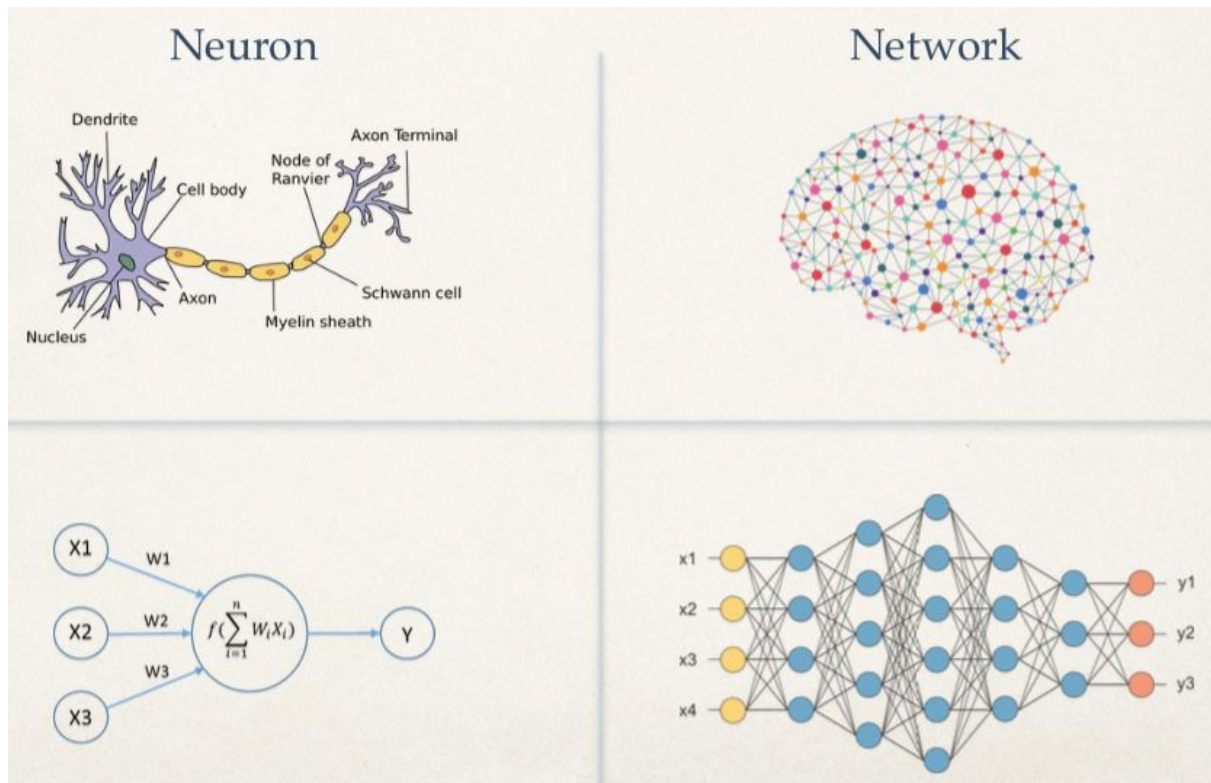 Neuron
Network
Dendrite
Axon Terminal
Node of
Ranvier
Cell body
Axon
Schwann cell
Myelin sheath
Nucleus
X1
W1
X2
W2
f(∑ⁿᵢ₌₁ WᵢXᵢ)
Y
W3
X3
x1
x2
x3
x4
y1
y2
y3